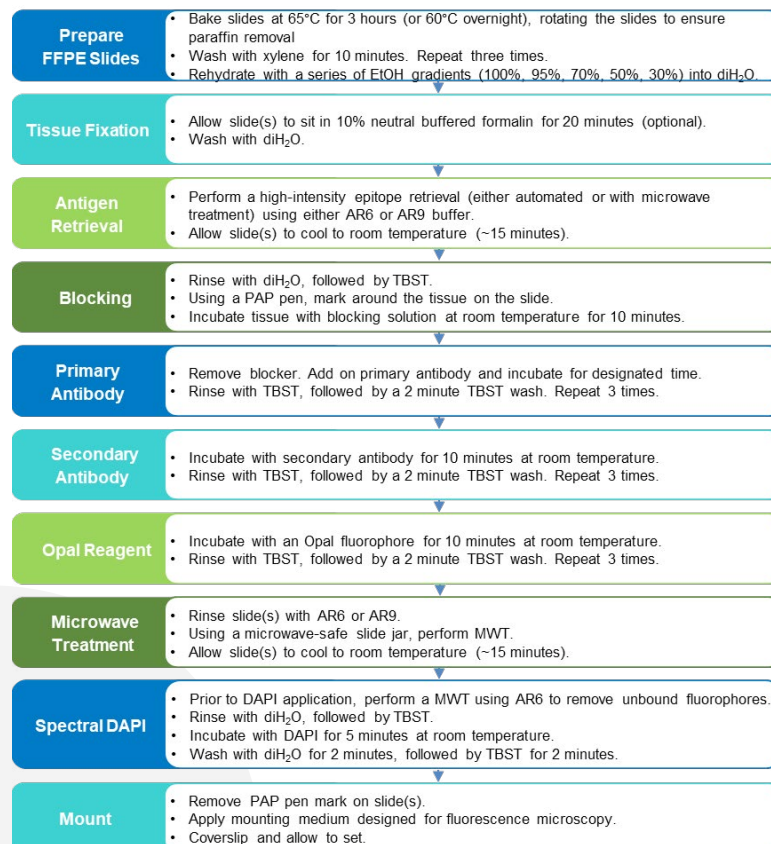 Prepare
FFPE Slides
• Bake slides at 65°C for 3 hours (or 60°C overnight), rotating the slides to ensure
paraffin removal
• Wash with xylene for 10 minutes. Repeat three times.
• Rehydrate with a series of EtOH gradients (100%, 95%, 70%, 50%, 30%) into diH₂O.
Tissue Fixation
• Allow slide(s) to sit in 10% neutral buffered formalin for 20 minutes (optional).
• Wash with diH₂O.
Antigen
Retrieval
• Perform a high-intensity epitope retrieval (either automated or with microwave
treatment) using either AR6 or AR9 buffer.
• Allow slide(s) to cool to room temperature (~15 minutes).
Blocking
• Rinse with diH₂O, followed by TBST.
• Using a PAP pen, mark around the tissue on the slide.
• Incubate tissue with blocking solution at room temperature for 10 minutes.
Primary
Antibody
• Remove blocker. Add on primary antibody and incubate for designated time.
• Rinse with TBST, followed by a 2 minute TBST wash. Repeat 3 times.
Secondary
Antibody
• Incubate with secondary antibody for 10 minutes at room temperature.
• Rinse with TBST, followed by a 2 minute TBST wash. Repeat 3 times.
Opal Reagent
• Incubate with an Opal fluorophore for 10 minutes at room temperature.
• Rinse with TBST, followed by a 2 minute TBST wash. Repeat 3 times.
Microwave
Treatment
• Rinse slide(s) with AR6 or AR9.
• Using a microwave-safe slide jar, perform MWT.
• Allow slide(s) to cool to room temperature (~15 minutes).
Spectral DAPI
• Prior to DAPI application, perform a MWT using AR6 to remove unbound fluorophores.
• Rinse with diH₂O, followed by TBST.
• Incubate with DAPI for 5 minutes at room temperature.
• Wash with diH₂O for 2 minutes, followed by TBST for 2 minutes.
Mount
• Remove PAP pen mark on slide(s).
• Apply mounting medium designed for fluorescence microscopy.
• Coverslip and allow to set.